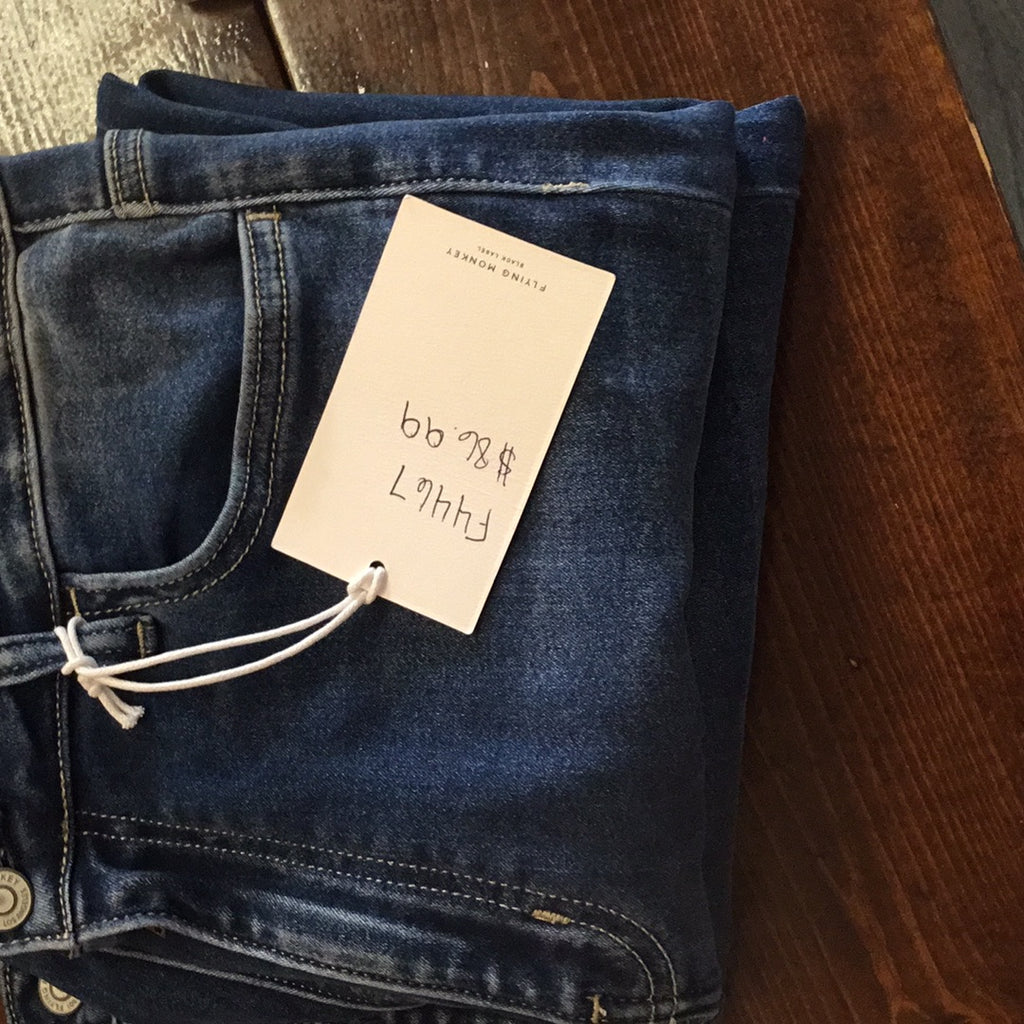 FLYING MONKEY
BLACK LABEL
$86.99
F4467